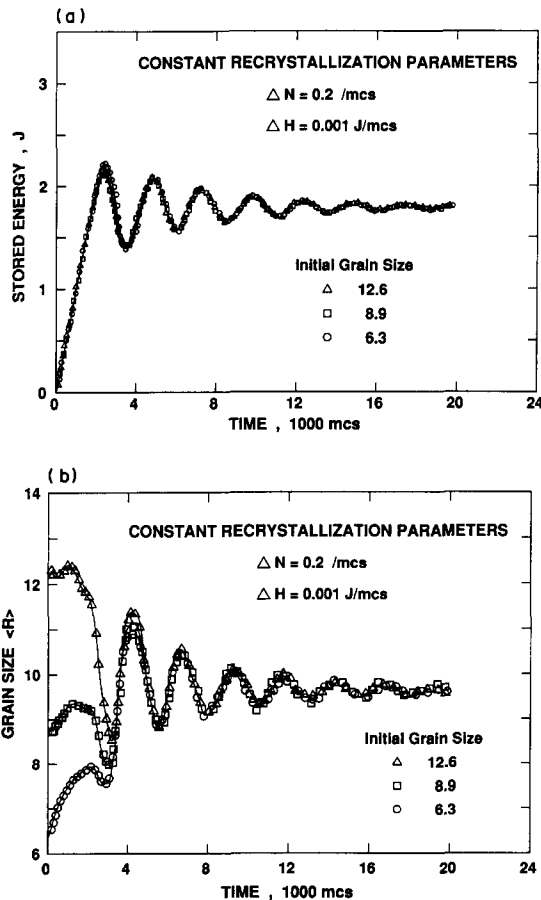 (a)
CONSTANT RECRYSTALLIZATION PARAMETERS
△ N = 0.2 /mcs
△ H = 0.001 J/mcs
STORED ENERGY , J
3
2
1
0
Initial Grain Size
△ 12.6
□ 8.9
○ 6.3
0 4 8 12 16 20 24
TIME , 1000 mcs
(b)
CONSTANT RECRYSTALLIZATION PARAMETERS
△ N = 0.2 /mcs
△ H = 0.001 J/mcs
GRAIN SIZE <R>
14
12
10
8
6
Initial Grain Size
△ 12.6
□ 8.9
○ 6.3
0 4 8 12 16 20 24
TIME , 1000 mcs